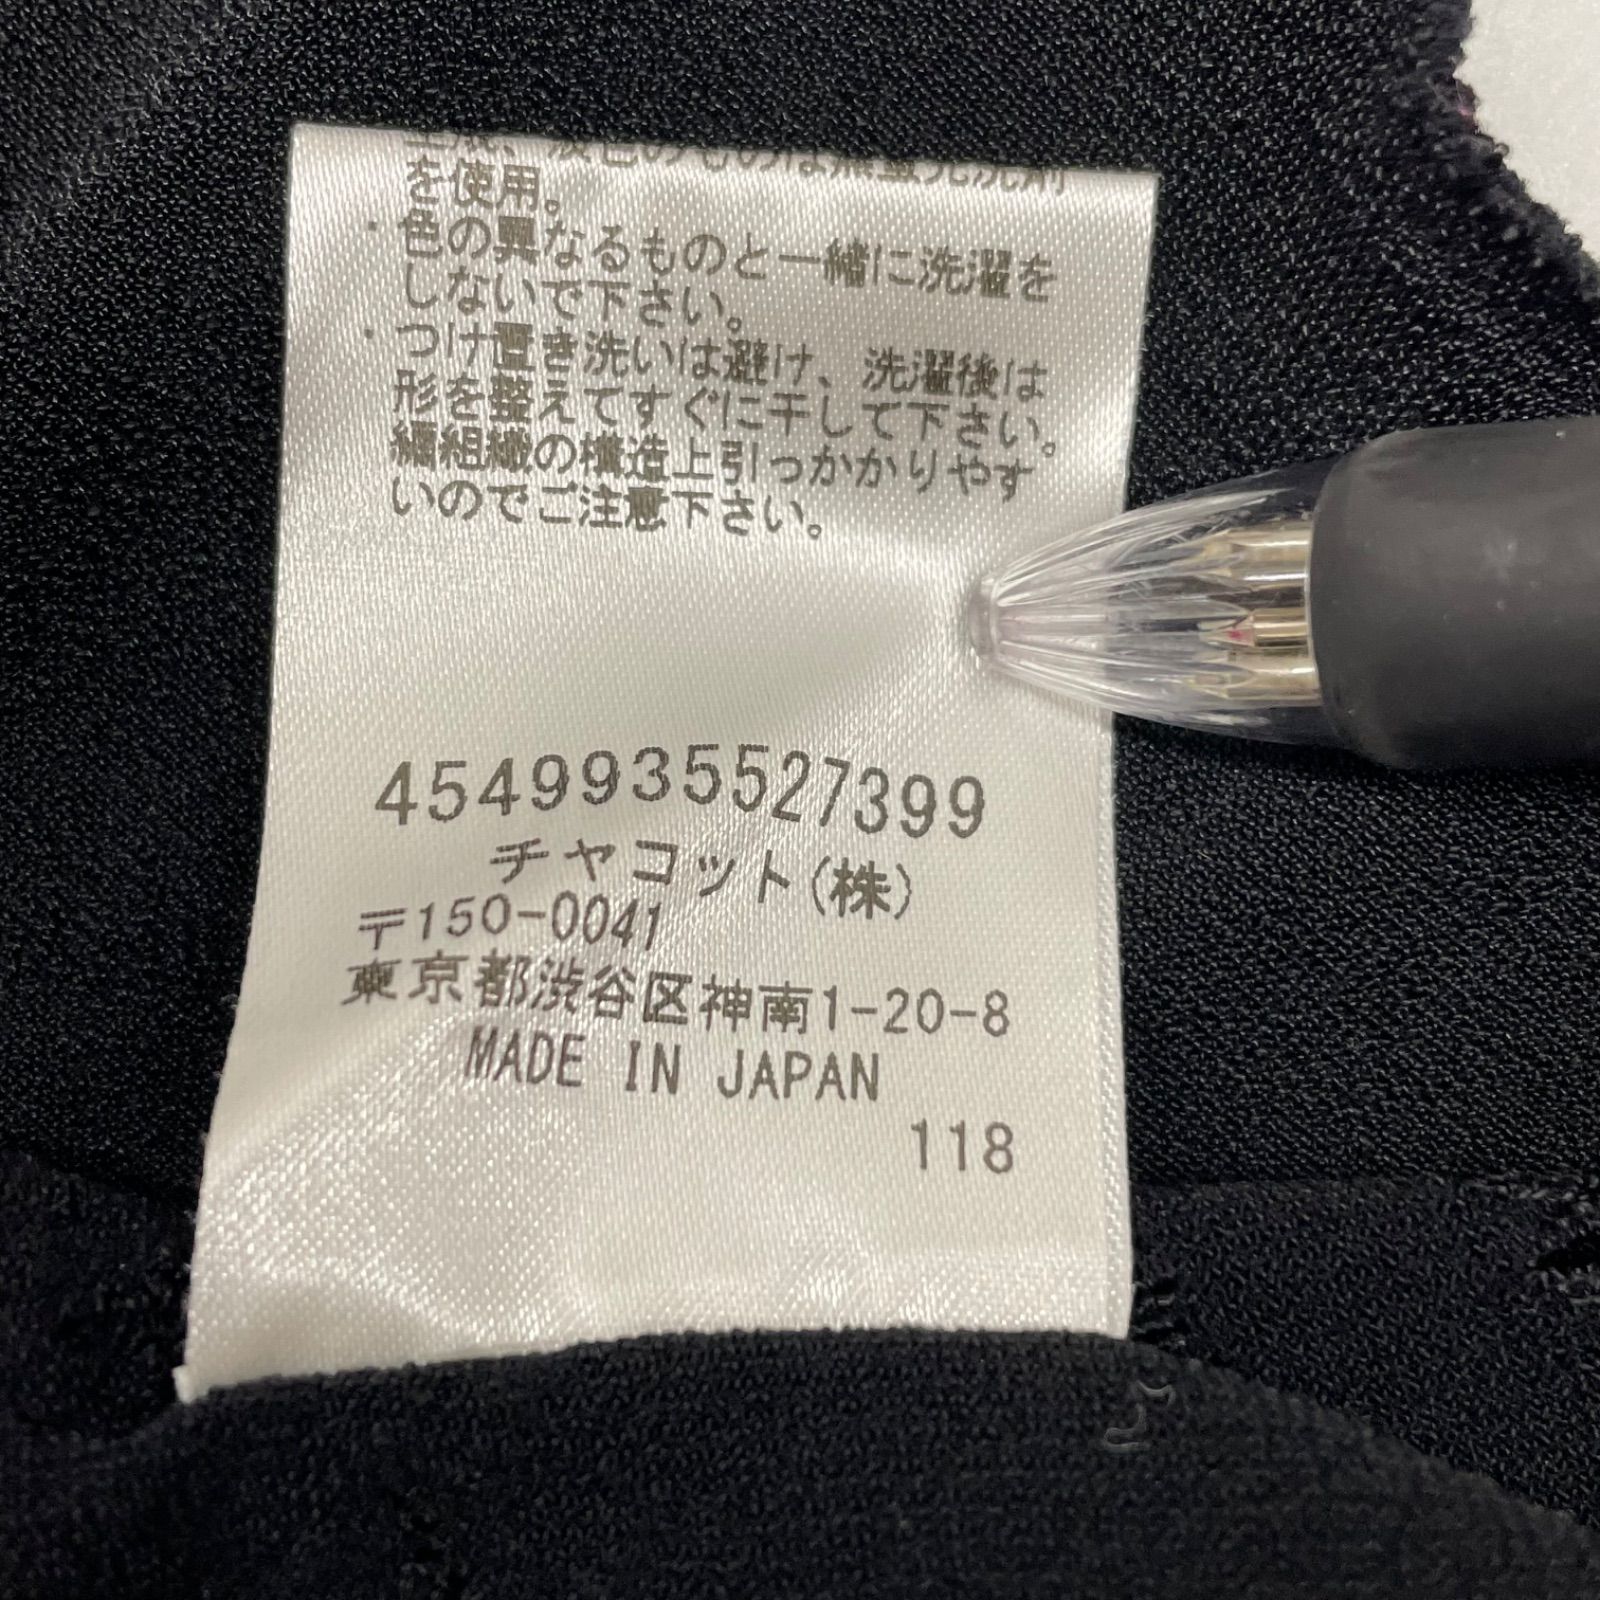 を使用。
・色の異なるものと一緒に洗濯を
しないで下さい。
・つけ置き洗いは避け、洗濯後は
形を整えてすぐに干して下さい。
編組織の構造上引っかかりやす
いのでご注意下さい。
4549935527399
チャコット(株)
〒150-0041
東京都渋谷区神南1-20-8
MADE IN JAPAN
118